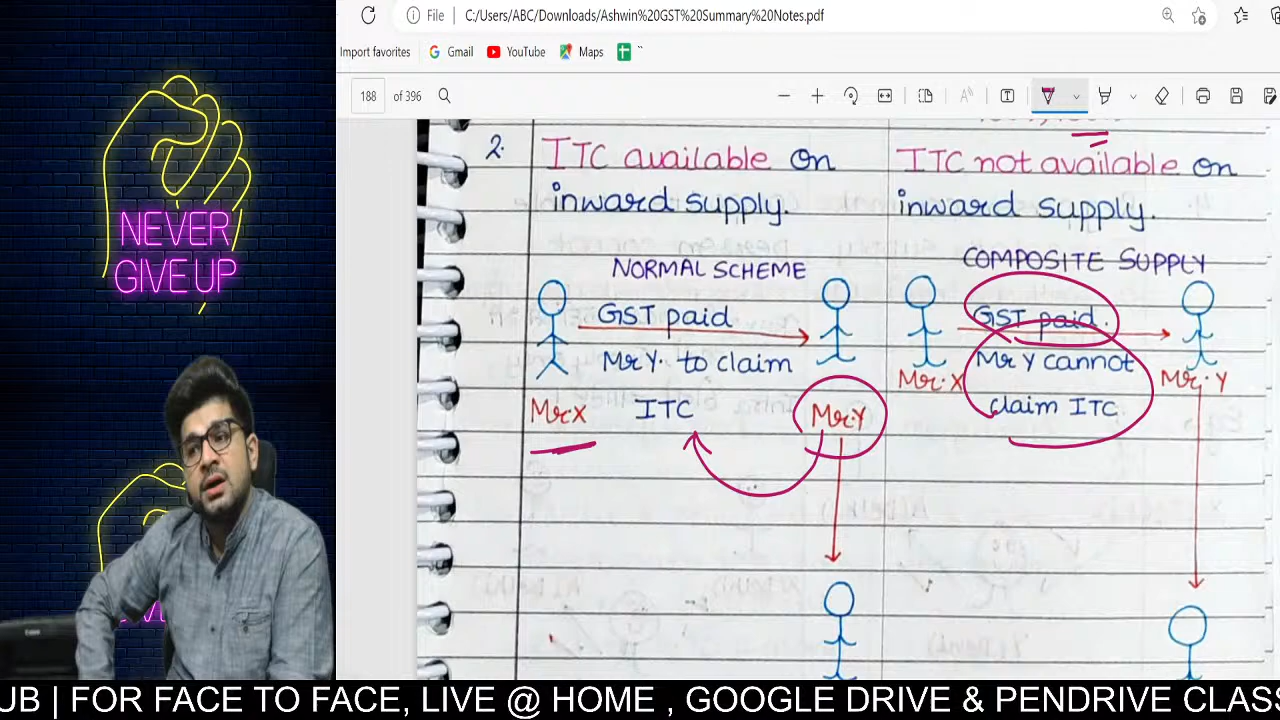 File
C:/Users/ABC/Downloads/Ashwin%20GST%20Summary%20Notes.pdf
Import favorites
Gmail
YouTube
Maps
188 of 396
2. ITC available on
inward supply.
NORMAL SCHEME
GST paid
Mr Y. to claim
ITC
Mr.X
Mr.Y
ITC not available on
inward supply.
COMPOSITE SUPPLY
GST paid.
Mr Y cannot
claim ITC.
Mr.X
Mr.Y
NEVER
GIVE UP
UB | FOR FACE TO FACE, LIVE @ HOME , GOOGLE DRIVE & PENDRIVE CLASS